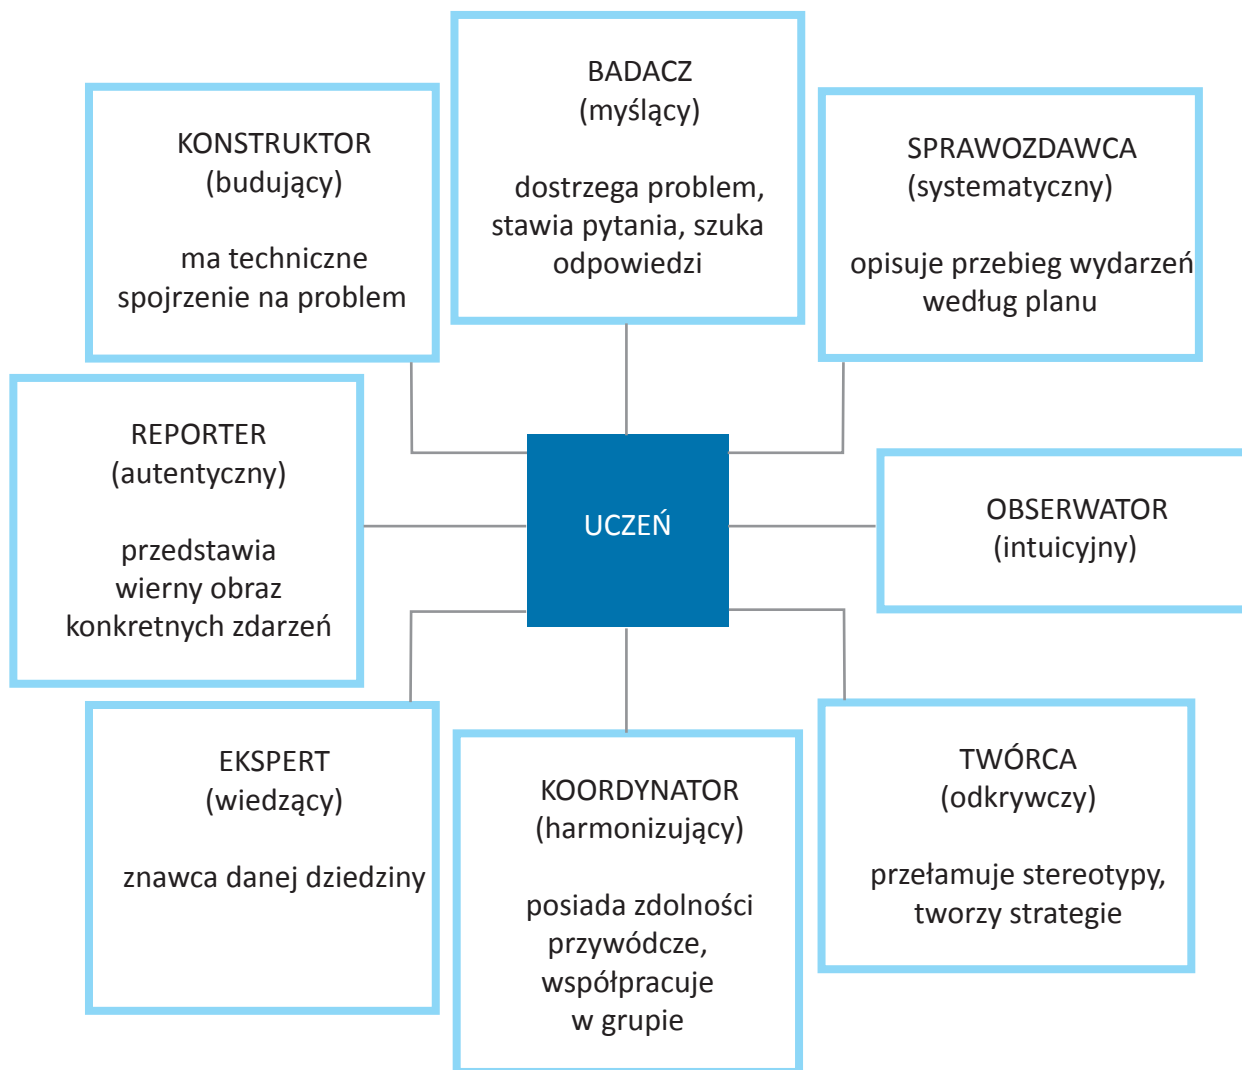 BADACZ
(myślący)
dostrzega problem,
stawia pytania, szuka
odpowiedzi
KONSTRUKTOR
(budujący)
ma techniczne
spojrzenie na problem
SPRAWOZDAWCA
(systematyczny)
opisuje przebieg wydarzeń
według planu
REPORTER
(autentyczny)
przedstawia
wierny obraz
konkretnych zdarzeń
UCZEŃ
OBSERWATOR
(intuicyjny)
EKSPERT
(wiedzący)
znawca danej dziedziny
KOORDYNATOR
(harmonizujący)
posiada zdolności
przywódcze,
współpracuje
w grupie
TWÓRCA
(odkrywczy)
przełamuje stereotypy,
tworzy strategie